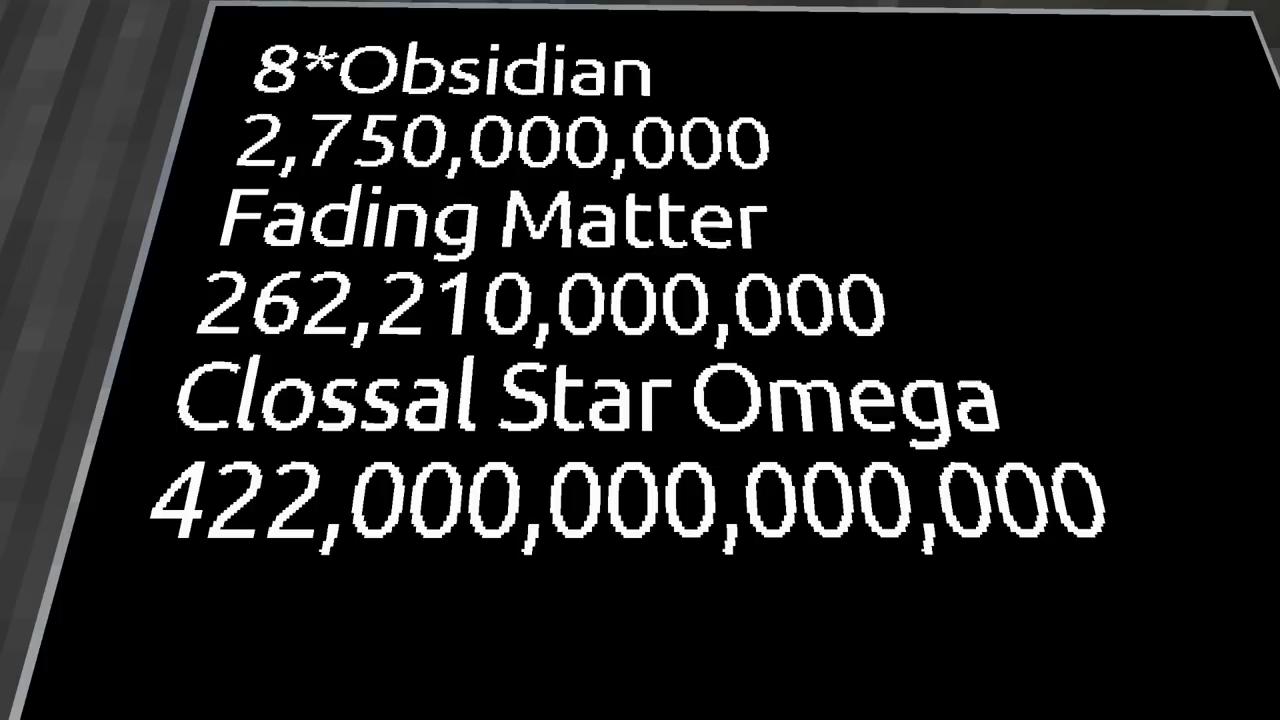 8*Obsidian
2,750,000,000
Fading Matter
262,210,000,000
Clossal Star Omega
422,000,000,000,000